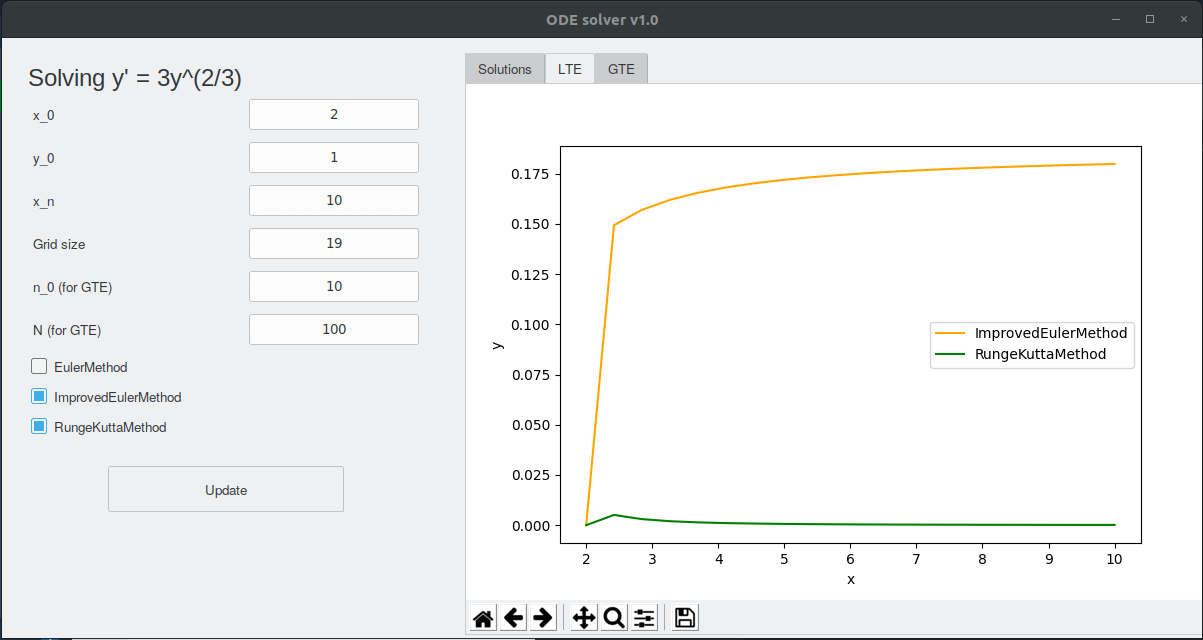 ODE solver v1.0
Solving y' = 3y^(2/3)
x_0 2
y_0 1
x_n 10
Grid size 19
n_0 (for GTE) 10
N (for GTE) 100
EulerMethod
ImprovedEulerMethod
RungeKuttaMethod
Update
Solutions LTE GTE
0.175
0.150
0.125
0.100
0.075
0.050
0.025
0.000
y
ImprovedEulerMethod
RungeKuttaMethod
2 3 4 5 6 7 8 9 10
x